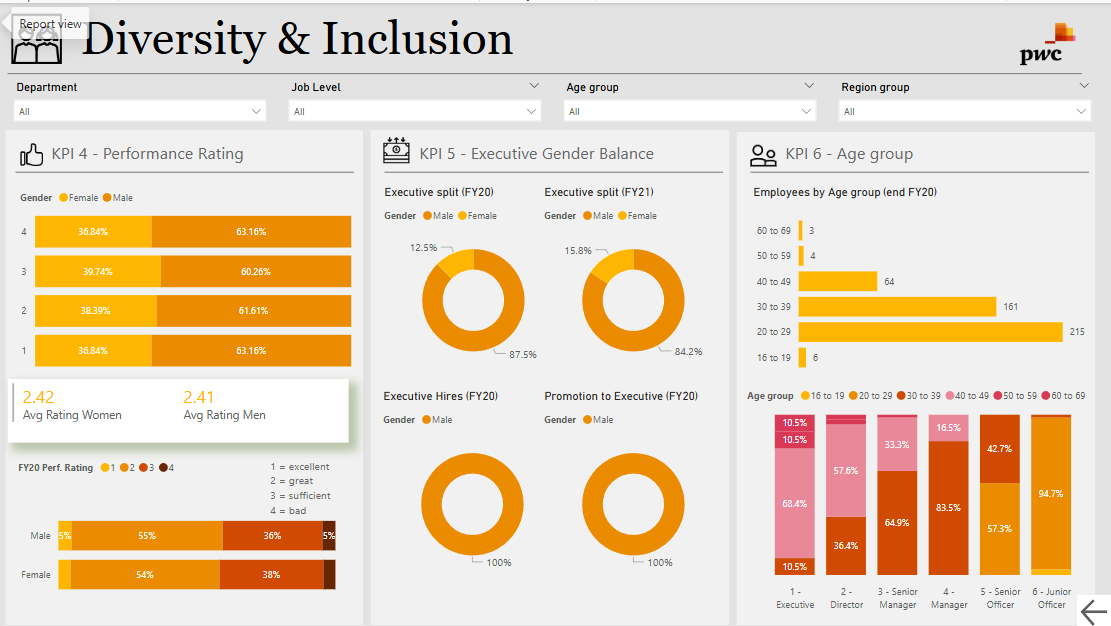 Report view
Diversity & Inclusion
pwc
Department
Job Level
Age group
Region group
All
All
All
All
KPI 4 - Performance Rating
Gender Female Male
4 36.84% 63.16%
3 39.74% 60.26%
2 38.39% 61.61%
1 36.84% 63.16%
2.42
Avg Rating Women
2.41
Avg Rating Men
FY20 Perf. Rating 1 2 3 4
1 = excellent
2 = great
3 = sufficient
4 = bad
Male 5% 55% 36% 5%
Female 54% 38%
KPI 5 - Executive Gender Balance
Executive split (FY20)
Gender Male Female
12.5%
87.5%
Executive split (FY21)
Gender Male Female
15.8%
84.2%
Executive Hires (FY20)
Gender Male
100%
Promotion to Executive (FY20)
Gender Male
100%
KPI 6 - Age group
Employees by Age group (end FY20)
60 to 69 3
50 to 59 4
40 to 49 64
30 to 39 161
20 to 29 215
16 to 19 6
Age group 16 to 19 20 to 29 30 to 39 40 to 49 50 to 59 60 to 69
10.5%
10.5%
68.4%
10.5%
1 -
Executive
57.6%
36.4%
2 -
Director
33.3%
64.9%
3 - Senior
Manager
16.5%
83.5%
4 -
Manager
42.7%
57.3%
5 - Senior
Officer
94.7%
6 - Junior
Officer